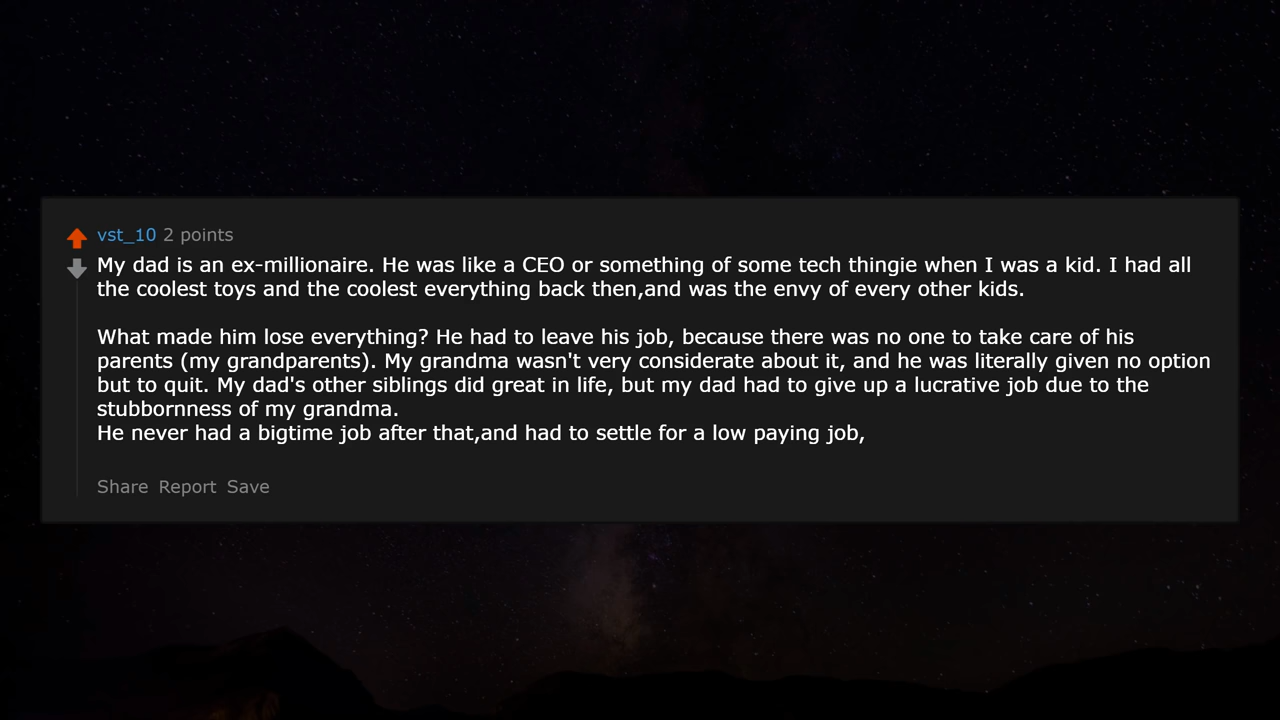 vst_10 2 points
My dad is an ex-millionaire. He was like a CEO or something of some tech thingie when I was a kid. I had all
the coolest toys and the coolest everything back then,and was the envy of every other kids.
What made him lose everything? He had to leave his job, because there was no one to take care of his
parents (my grandparents). My grandma wasn't very considerate about it, and he was literally given no option
but to quit. My dad's other siblings did great in life, but my dad had to give up a lucrative job due to the
stubbornness of my grandma.
He never had a bigtime job after that,and had to settle for a low paying job,
Share Report Save